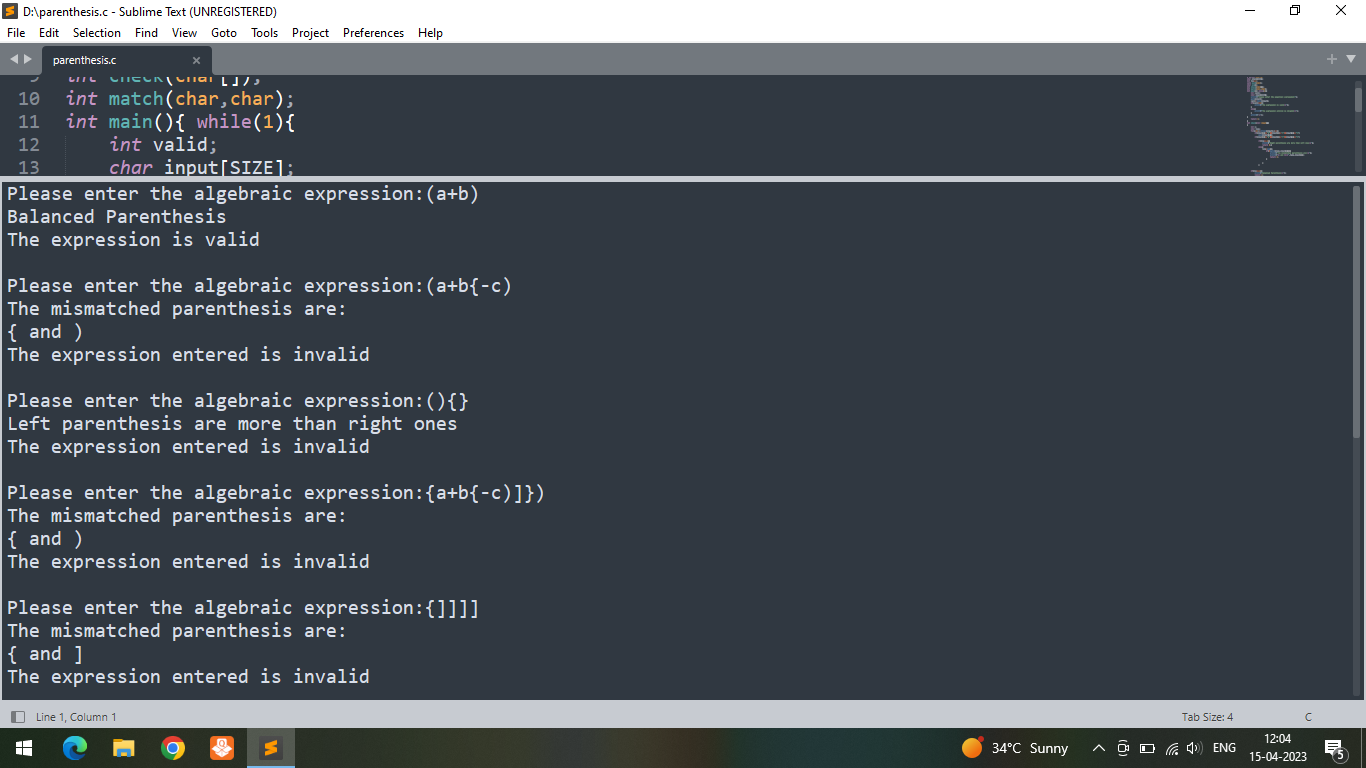 D:\parenthesis.c - Sublime Text (UNREGISTERED)
File Edit Selection Find View Goto Tools Project Preferences Help
parenthesis.c
9 int check(char[]);
10 int match(char,char);
11 int main(){ while(1){
12 int valid;
13 char input[SIZE];
Please enter the algebraic expression:(a+b)
Balanced Parenthesis
The expression is valid
Please enter the algebraic expression:(a+b{-c)
The mismatched parenthesis are:
{ and )
The expression entered is invalid
Please enter the algebraic expression:(){}
Left parenthesis are more than right ones
The expression entered is invalid
Please enter the algebraic expression:{a+b{-c)]})
The mismatched parenthesis are:
{ and )
The expression entered is invalid
Please enter the algebraic expression:{]]]]
The mismatched parenthesis are:
{ and ]
The expression entered is invalid
Line 1, Column 1 Tab Size: 4 C
34°C Sunny ENG 12:04
15-04-2023 5